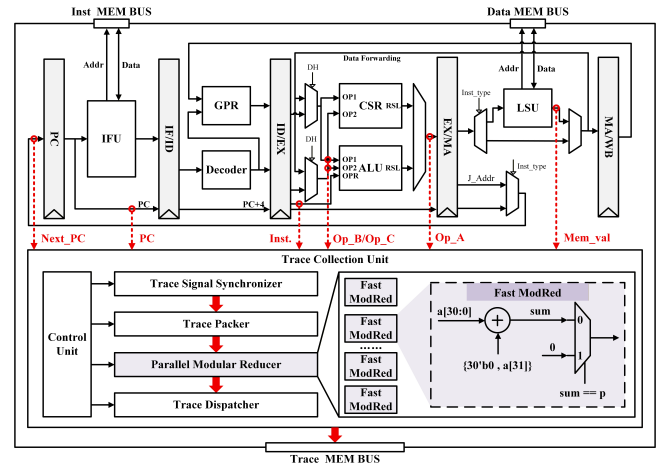 Inst MEM BUS
Data MEM BUS
Addr
Data
Addr
Data
Data Forwarding
DH
Inst_type
PC
IFU
IF/ID
GPR
Decoder
ID/EX
OP1
OP2
CSR
RSL
DH
OP1
OP2
OPR
ALU
RSL
EX/MA
LSU
MA/WB
Inst_type
J_Addr
PC
PC+4
Next_PC
PC
Inst.
Op_B/Op_C
Op_A
Mem_val
Trace Collection Unit
Control
Unit
Trace Signal Synchronizer
Trace Packer
Parallel Modular Reducer
Trace Dispatcher
Fast
ModRed
Fast
ModRed
......
Fast
ModRed
Fast
ModRed
Fast ModRed
a[30:0]
sum
0
0
1
{30'b0 , a[31]}
sum == p
Trace MEM BUS